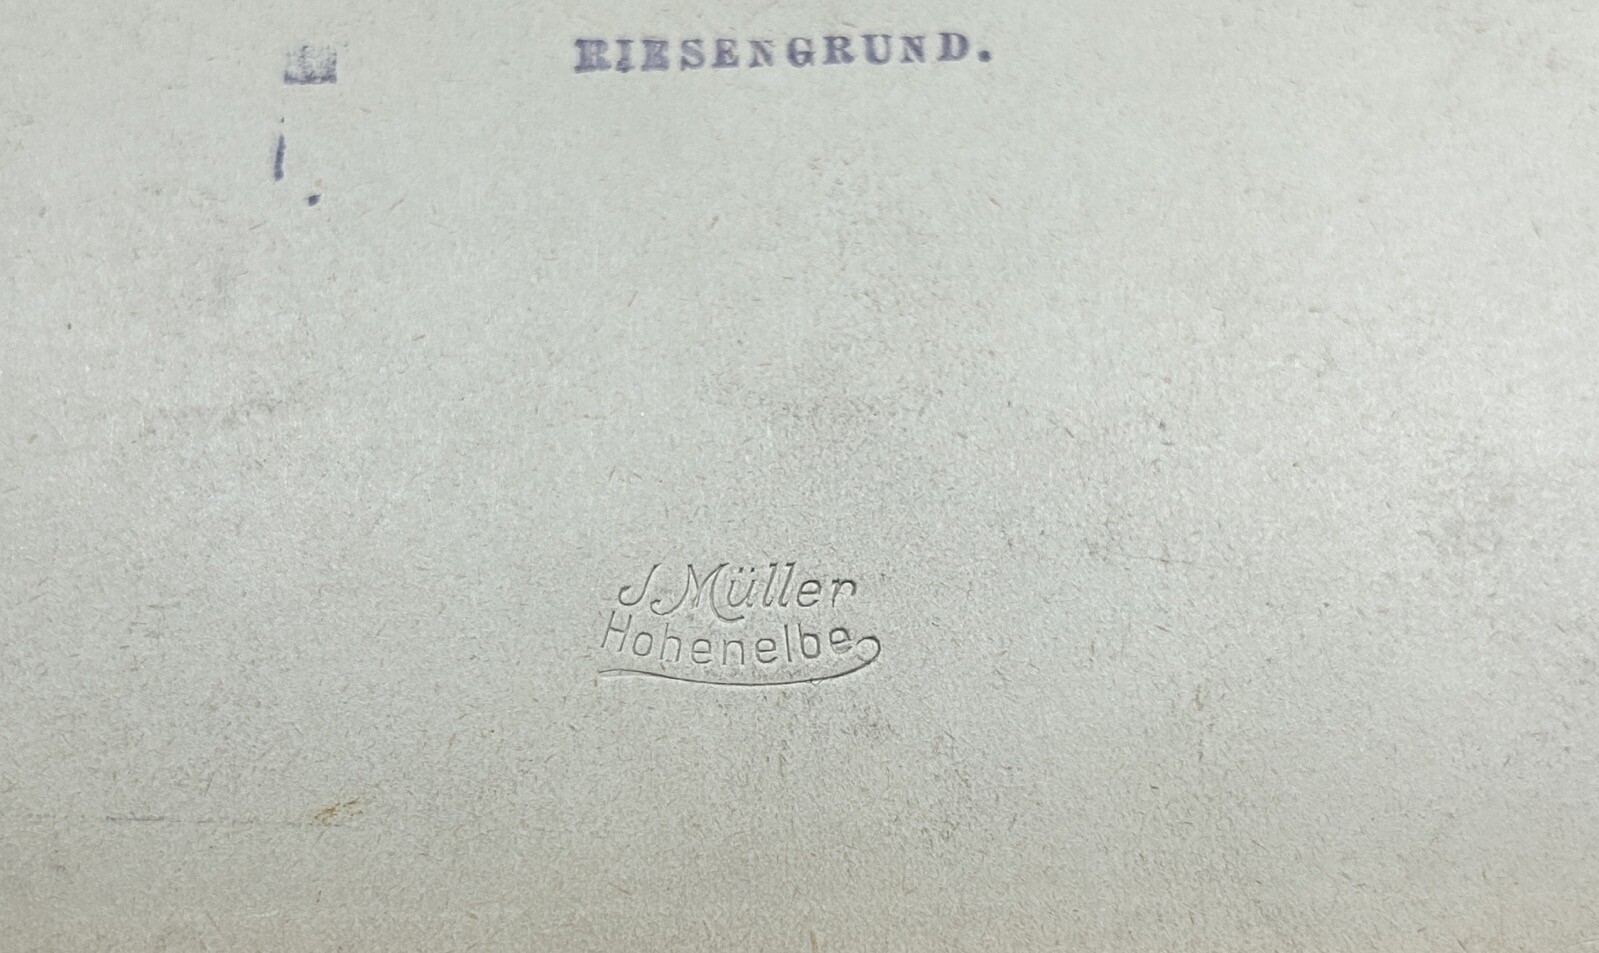 RIESENGRUND.
J. Müller
Hohenelbe